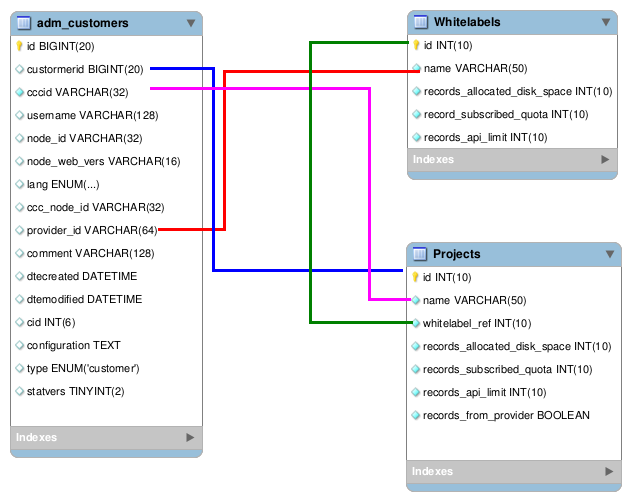 adm_customers
id BIGINT(20)
custormerid BIGINT(20)
cccid VARCHAR(32)
username VARCHAR(128)
node_id VARCHAR(32)
node_web_vers VARCHAR(16)
lang ENUM(...)
ccc_node_id VARCHAR(32)
provider_id VARCHAR(64)
comment VARCHAR(128)
dtecreated DATETIME
dtemodified DATETIME
cid INT(6)
configuration TEXT
type ENUM('customer')
statvers TINYINT(2)
Indexes
Whitelabels
id INT(10)
name VARCHAR(50)
records_allocated_disk_space INT(10)
record_subscribed_quota INT(10)
records_api_limit INT(10)
Indexes
Projects
id INT(10)
name VARCHAR(50)
whitelabel_ref INT(10)
records_allocated_disk_space INT(10)
records_subscribed_quota INT(10)
records_api_limit INT(10)
records_from_provider BOOLEAN
Indexes